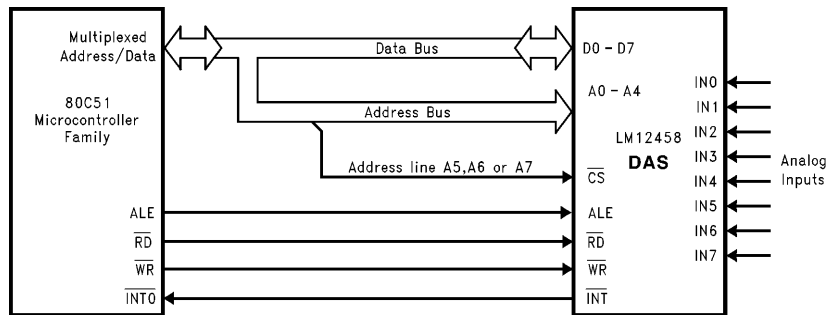 Multiplexed
Address/Data
80C51
Microcontroller
Family
ALE
RD
WR
INT0
Data Bus
Address Bus
Address line A5,A6 or A7
D0 - D7
A0 - A4
LM12458
DAS
CS
ALE
RD
WR
INT
IN0
IN1
IN2
IN3
IN4
IN5
IN6
IN7
Analog
Inputs